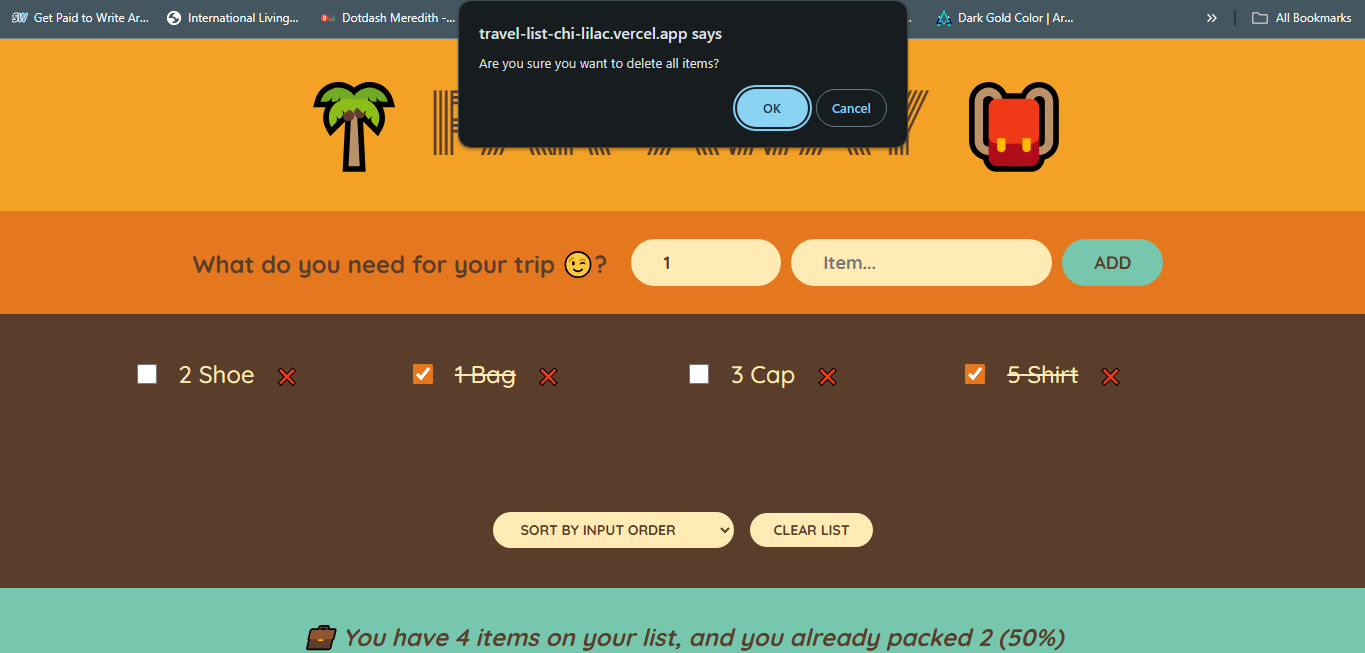 Get Paid to Write Ar...
International Living...
Dotdash Meredith -...
Dark Gold Color | Ar...
»
All Bookmarks
travel-list-chi-lilac.vercel.app says
Are you sure you want to delete all items?
OK
Cancel
What do you need for your trip 😉?
1
Item...
ADD
2 Shoe ❌
1 Bag ❌
3 Cap ❌
5 Shirt ❌
SORT BY INPUT ORDER
CLEAR LIST
💼 You have 4 items on your list, and you already packed 2 (50%)